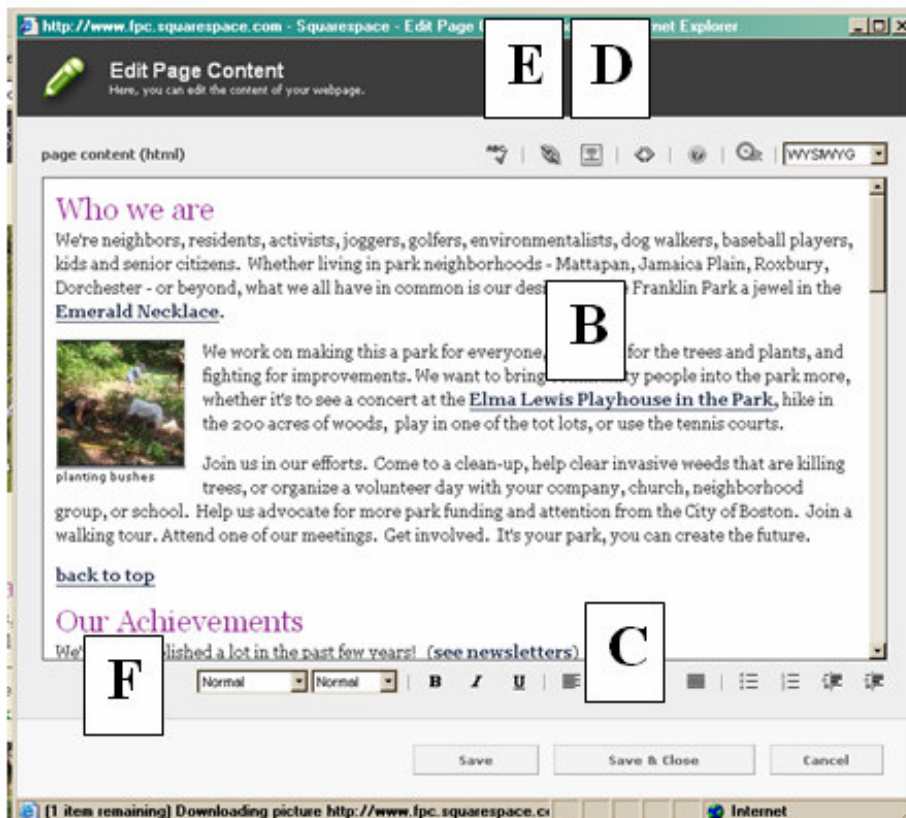 http://www.fpc.squarespace.com - Squarespace - Edit Page net Explorer
E D
Edit Page Content
Here, you can edit the content of your webpage.
page content (html)
ABC WYSIWYG
Who we are
We're neighbors, residents, activists, joggers, golfers, environmentalists, dog walkers, baseball players,
kids and senior citizens. Whether living in park neighborhoods - Mattapan, Jamaica Plain, Roxbury,
Dorchester - or beyond, what we all have in common is our Franklin Park a jewel in the
Emerald Necklace.
B
We work on making this a park for everyone, for the trees and plants, and
fighting for improvements. We want to bring people into the park more,
whether it's to see a concert at the Elma Lewis Playhouse in the Park, hike in
the 200 acres of woods, play in one of the tot lots, or use the tennis courts.
planting bushes
Join us in our efforts. Come to a clean-up, help clear invasive weeds that are killing
trees, or organize a volunteer day with your company, church, neighborhood
group, or school. Help us advocate for more park funding and attention from the City of Boston. Join a
walking tour. Attend one of our meetings. Get involved. It's your park, you can create the future.
back to top
Our Achievements
We've a lot in the past few years! (see newsletters)
F C
Normal Normal B I U
Save Save & Close Cancel
[1 item remaining] Downloading picture http://www.fpc.squarespace.co Internet